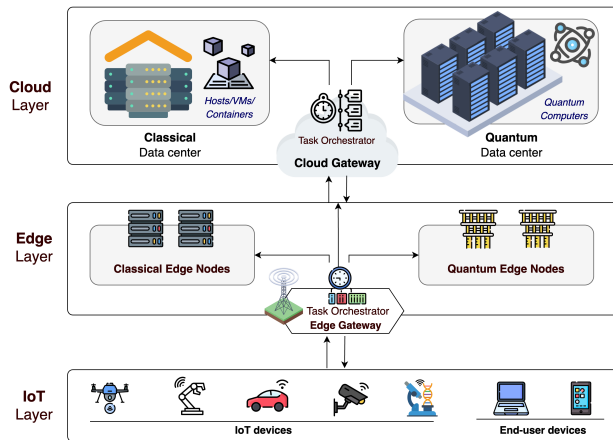 Cloud
Layer
Hosts/VMs/
Containers
Classical
Data center
Task Orchestrator
Cloud Gateway
Quantum
Computers
Quantum
Data center
Edge
Layer
Classical Edge Nodes
Quantum Edge Nodes
Task Orchestrator
Edge Gateway
IoT
Layer
IoT devices
End-user devices